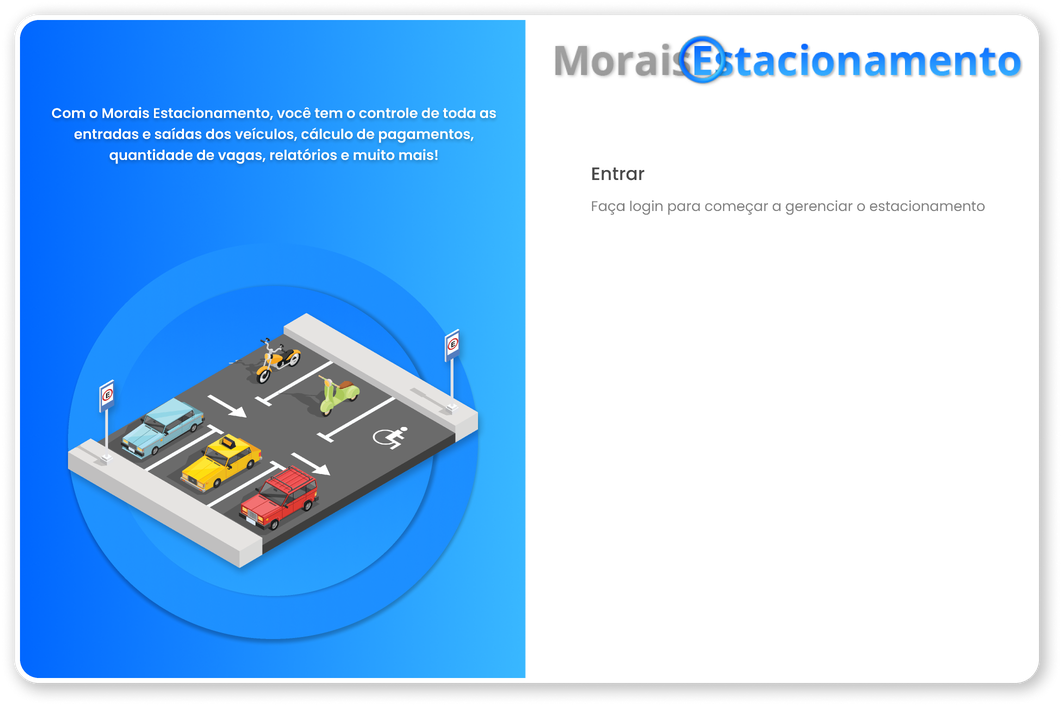 Com o Morais Estacionamento, você tem o controle de toda as
entradas e saídas dos veículos, cálculo de pagamentos,
quantidade de vagas, relatórios e muito mais!
E
E
MoraisEstacionamento
Entrar
Faça login para começar a gerenciar o estacionamento